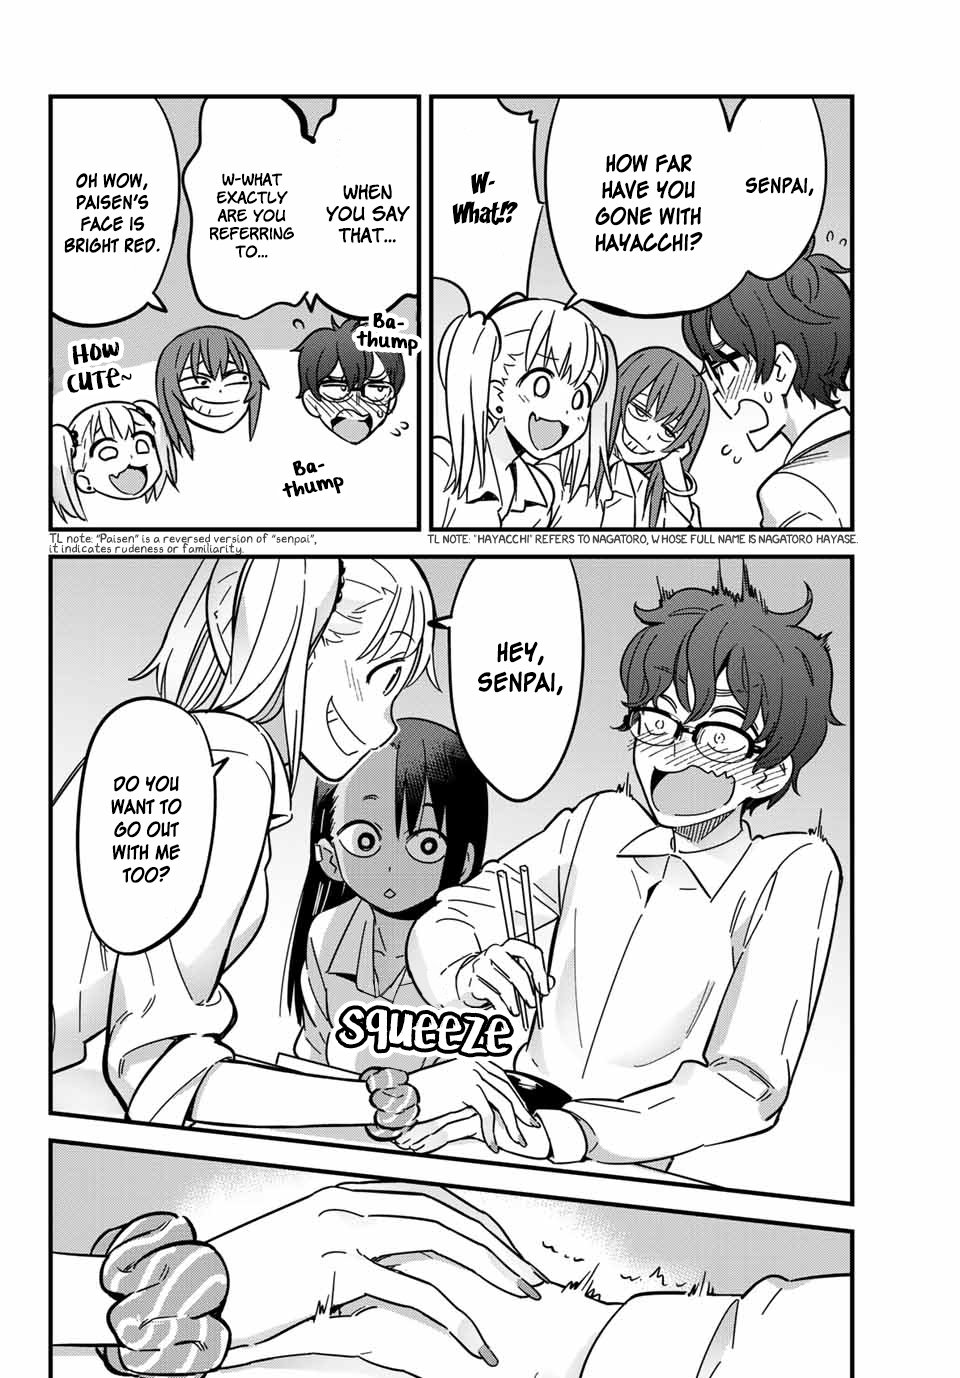 SENPAI,
HOW FAR
HAVE YOU
GONE WITH
HAYACCHI?
W-
What!?
WHEN
YOU SAY
THAT...
W-WHAT
EXACTLY
ARE YOU
REFERRING
TO...
Ba-
thump
OH WOW,
PAISEN'S
FACE IS
BRIGHT RED.
HOW
CUTE~
Ba-
thump
TL NOTE: 'HAYACCHI' REFERS TO NAGATORO, WHOSE FULL NAME IS NAGATORO HAYASE.
TL note: "Paisen" is a reversed version of "senpai",
it indicates rudeness or familiarity.
HEY,
SENPAI,
DO YOU
WANT TO
GO OUT
WITH ME
TOO?
squeeze